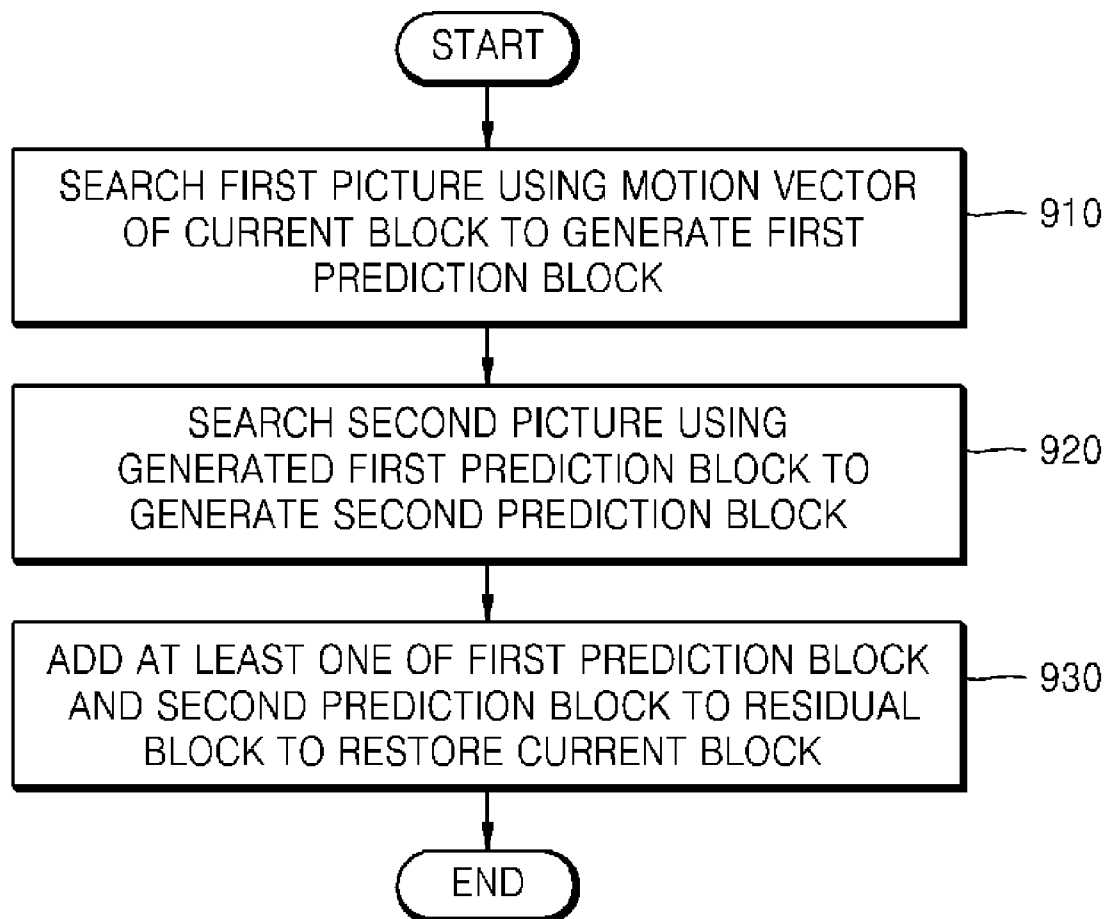 START
SEARCH FIRST PICTURE USING MOTION VECTOR
OF CURRENT BLOCK TO GENERATE FIRST
PREDICTION BLOCK
910
SEARCH SECOND PICTURE USING
GENERATED FIRST PREDICTION BLOCK TO
GENERATE SECOND PREDICTION BLOCK
920
ADD AT LEAST ONE OF FIRST PREDICTION BLOCK
AND SECOND PREDICTION BLOCK TO RESIDUAL
BLOCK TO RESTORE CURRENT BLOCK
930
END